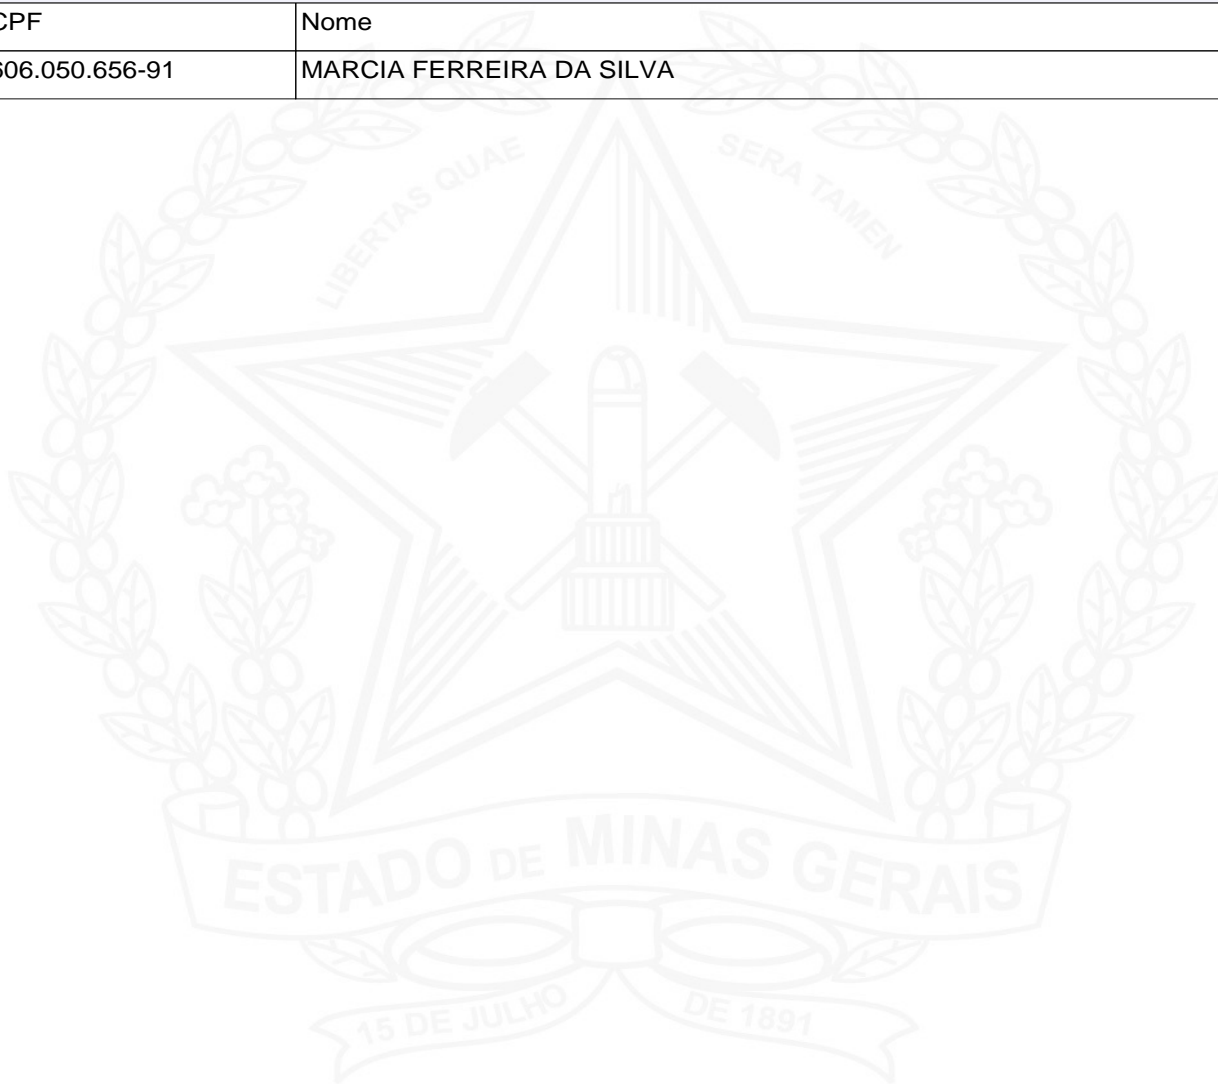 CPF Nome
606.050.656-91 MARCIA FERREIRA DA SILVA
LIBERTAS QUAE SERA TAMEN
ESTADO DE MINAS GERAIS
15 DE JULHO DE 1891